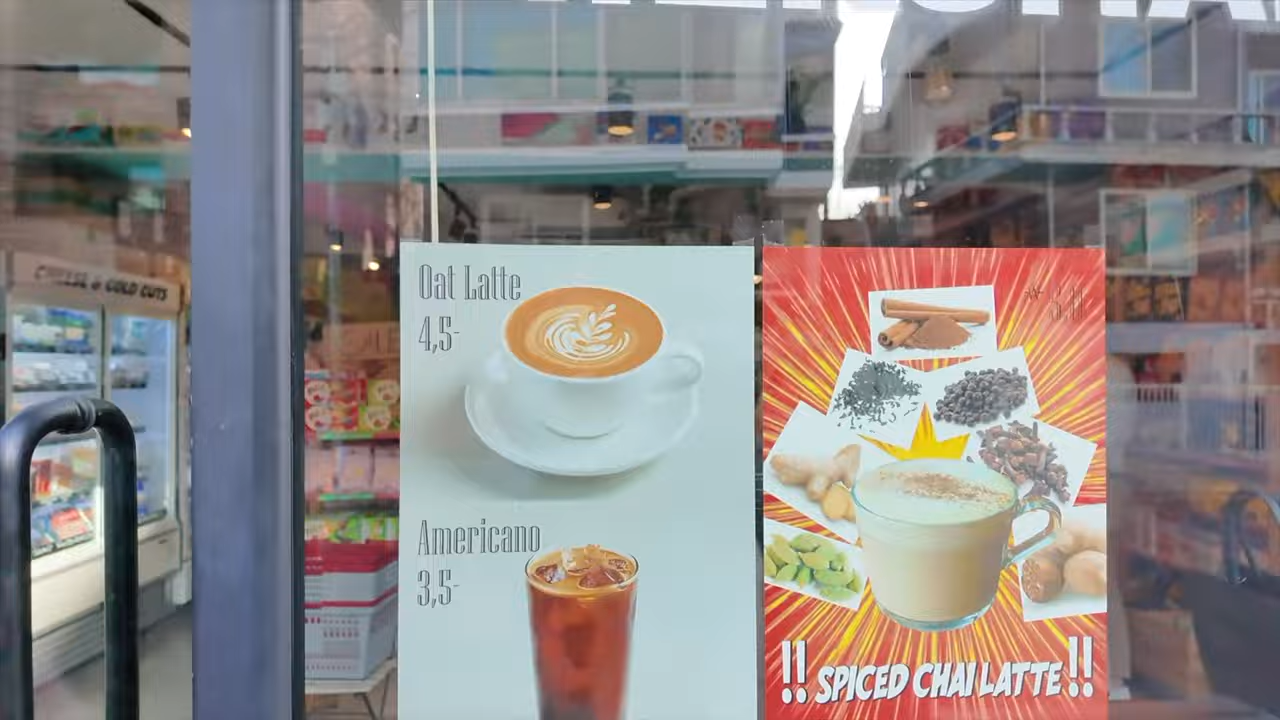 CHEESE & COLD CUTS
Oat Latte
4,5-
Americano
3,5-
!! SPICED CHAI LATTE !!